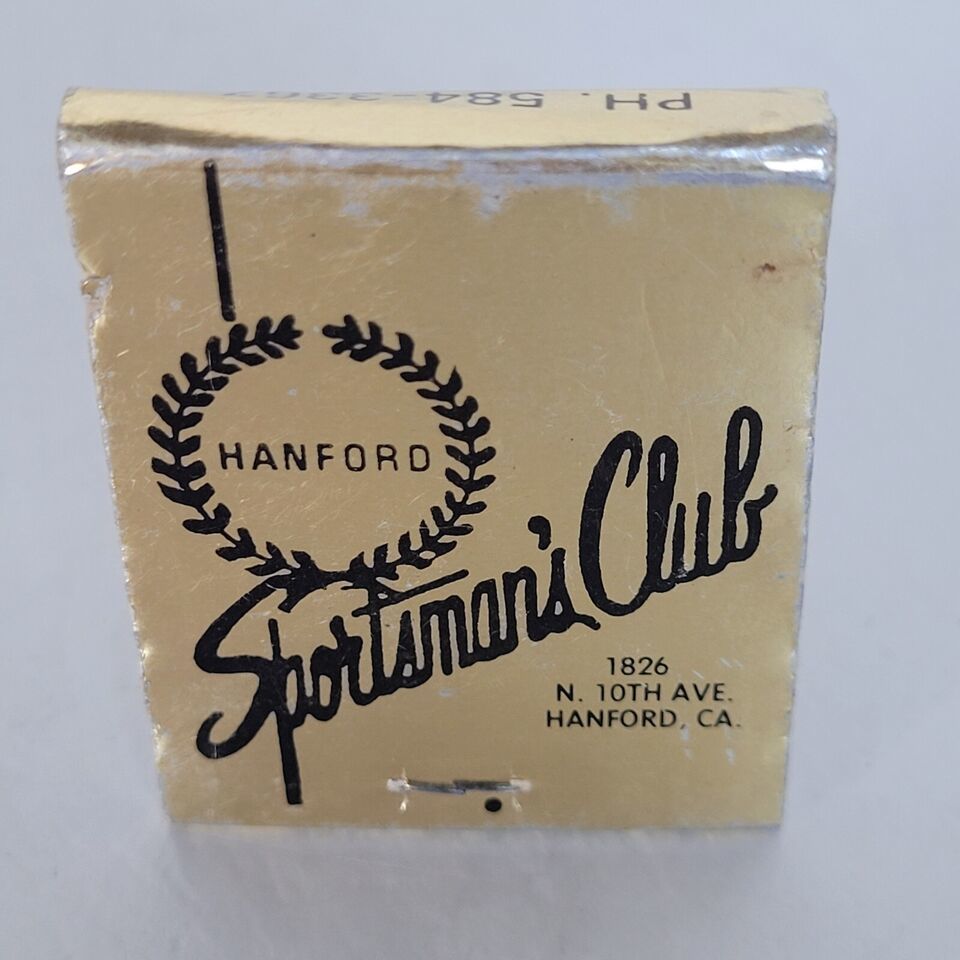 PH. 584-
HANFORD
Sportsman's Club
1826
N. 10TH AVE.
HANFORD, CA.